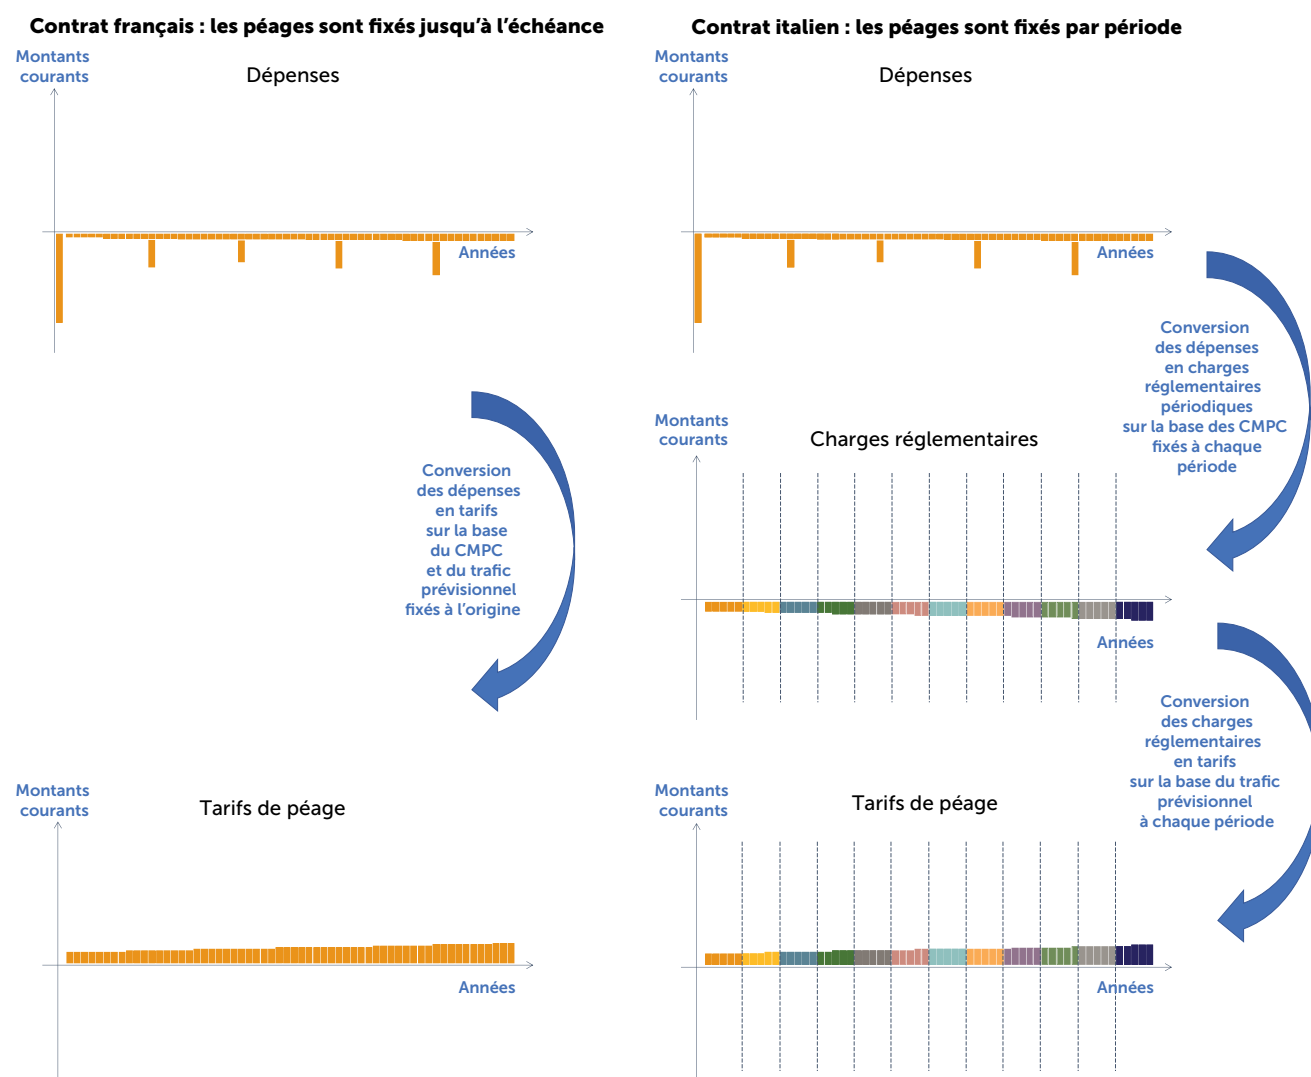 Contrat français : les péages sont fixés jusqu’à l’échéance
Montants
courants
Dépenses
Années
Conversion
des dépenses
en tarifs
sur la base
du CMPC
et du trafic
prévisionnel
fixés à l’origine
Montants
courants
Tarifs de péage
Années
Contrat italien : les péages sont fixés par période
Montants
courants
Dépenses
Années
Conversion
des dépenses
en charges
réglementaires
périodiques
sur la base des CMPC
fixés à chaque
période
Montants
courants
Charges réglementaires
Années
Conversion
des charges
réglementaires
en tarifs
sur la base du trafic
prévisionnel
à chaque période
Montants
courants
Tarifs de péage
Années